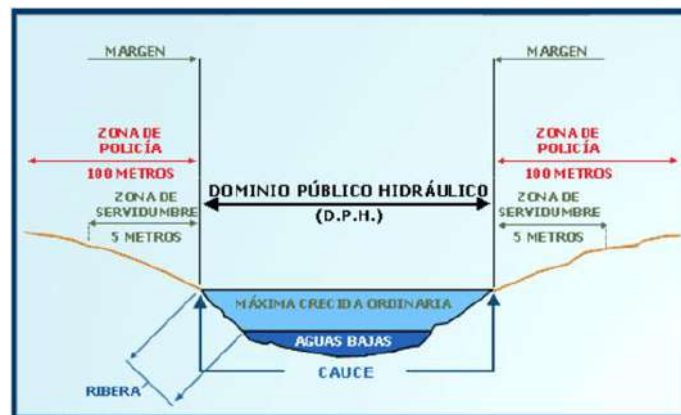 MARGEN
MARGEN
ZONA DE
POLICÍA
100 METROS
ZONA DE
POLICÍA
100 METROS
DOMINIO PÚBLICO HIDRÁULICO
(D.P.H.)
ZONA DE
SERVIDUMBRE
5 METROS
ZONA DE
SERVIDUMBRE
5 METROS
MÁXIMA CRECIDA ORDINARIA
AGUAS BAJAS
CAUCE
RIBERA